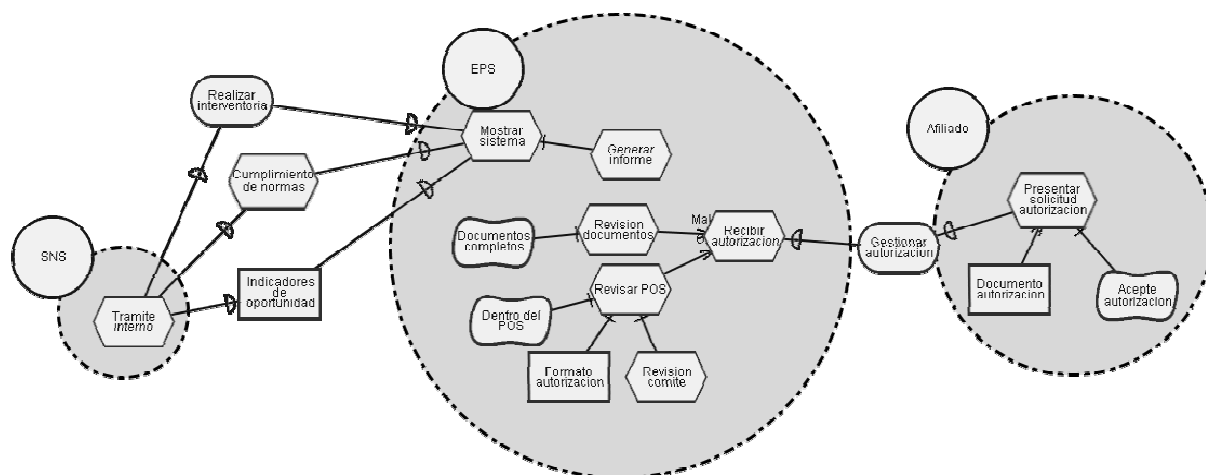 EPS
Realizar
interventoria
Mostrar
sistema
Generar
informe
Cumplimiento
de normas
SNS
Indicadores
de
oportunidad
Tramite
interno
Documentos
completos
Revision
documentos
Recibir
autorizacion
Revisar POS
Dentro del
POS
Formato
autorizacion
Revision
comite
Gestionar
autorizacion
Afiliado
Presentar
solicitud
autorizacion
Documento
autorizacion
Acepte
autorizacion